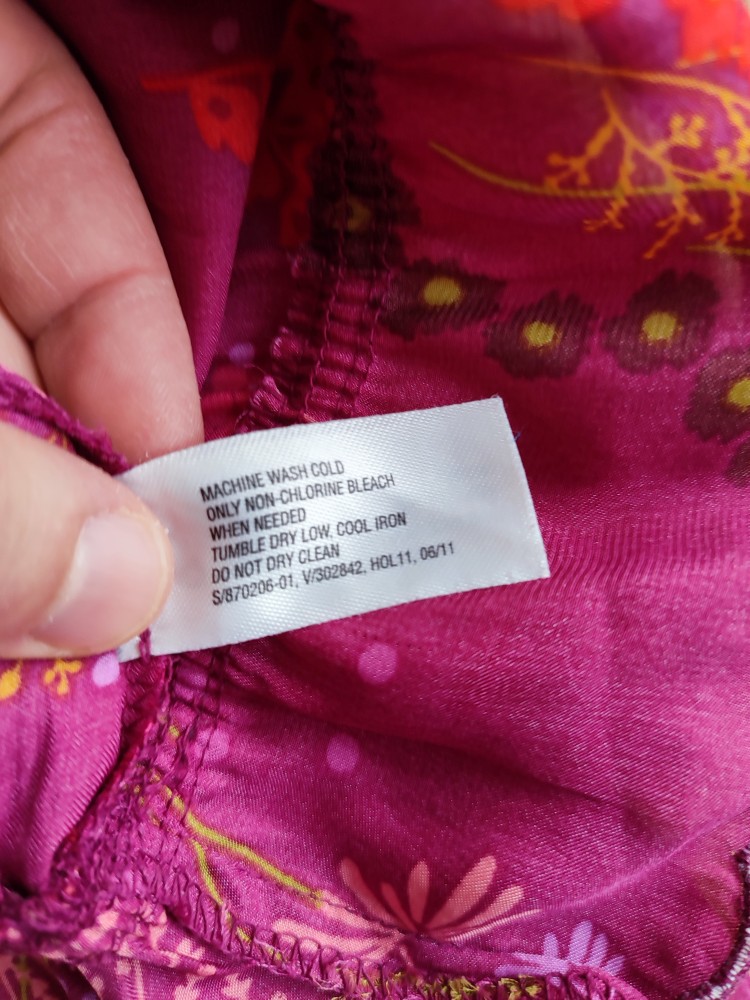 MACHINE WASH COLD
ONLY NON-CHLORINE BLEACH
WHEN NEEDED
TUMBLE DRY LOW, COOL IRON
DO NOT DRY CLEAN
S/870206-01, V/302842, HOL11, 06/11